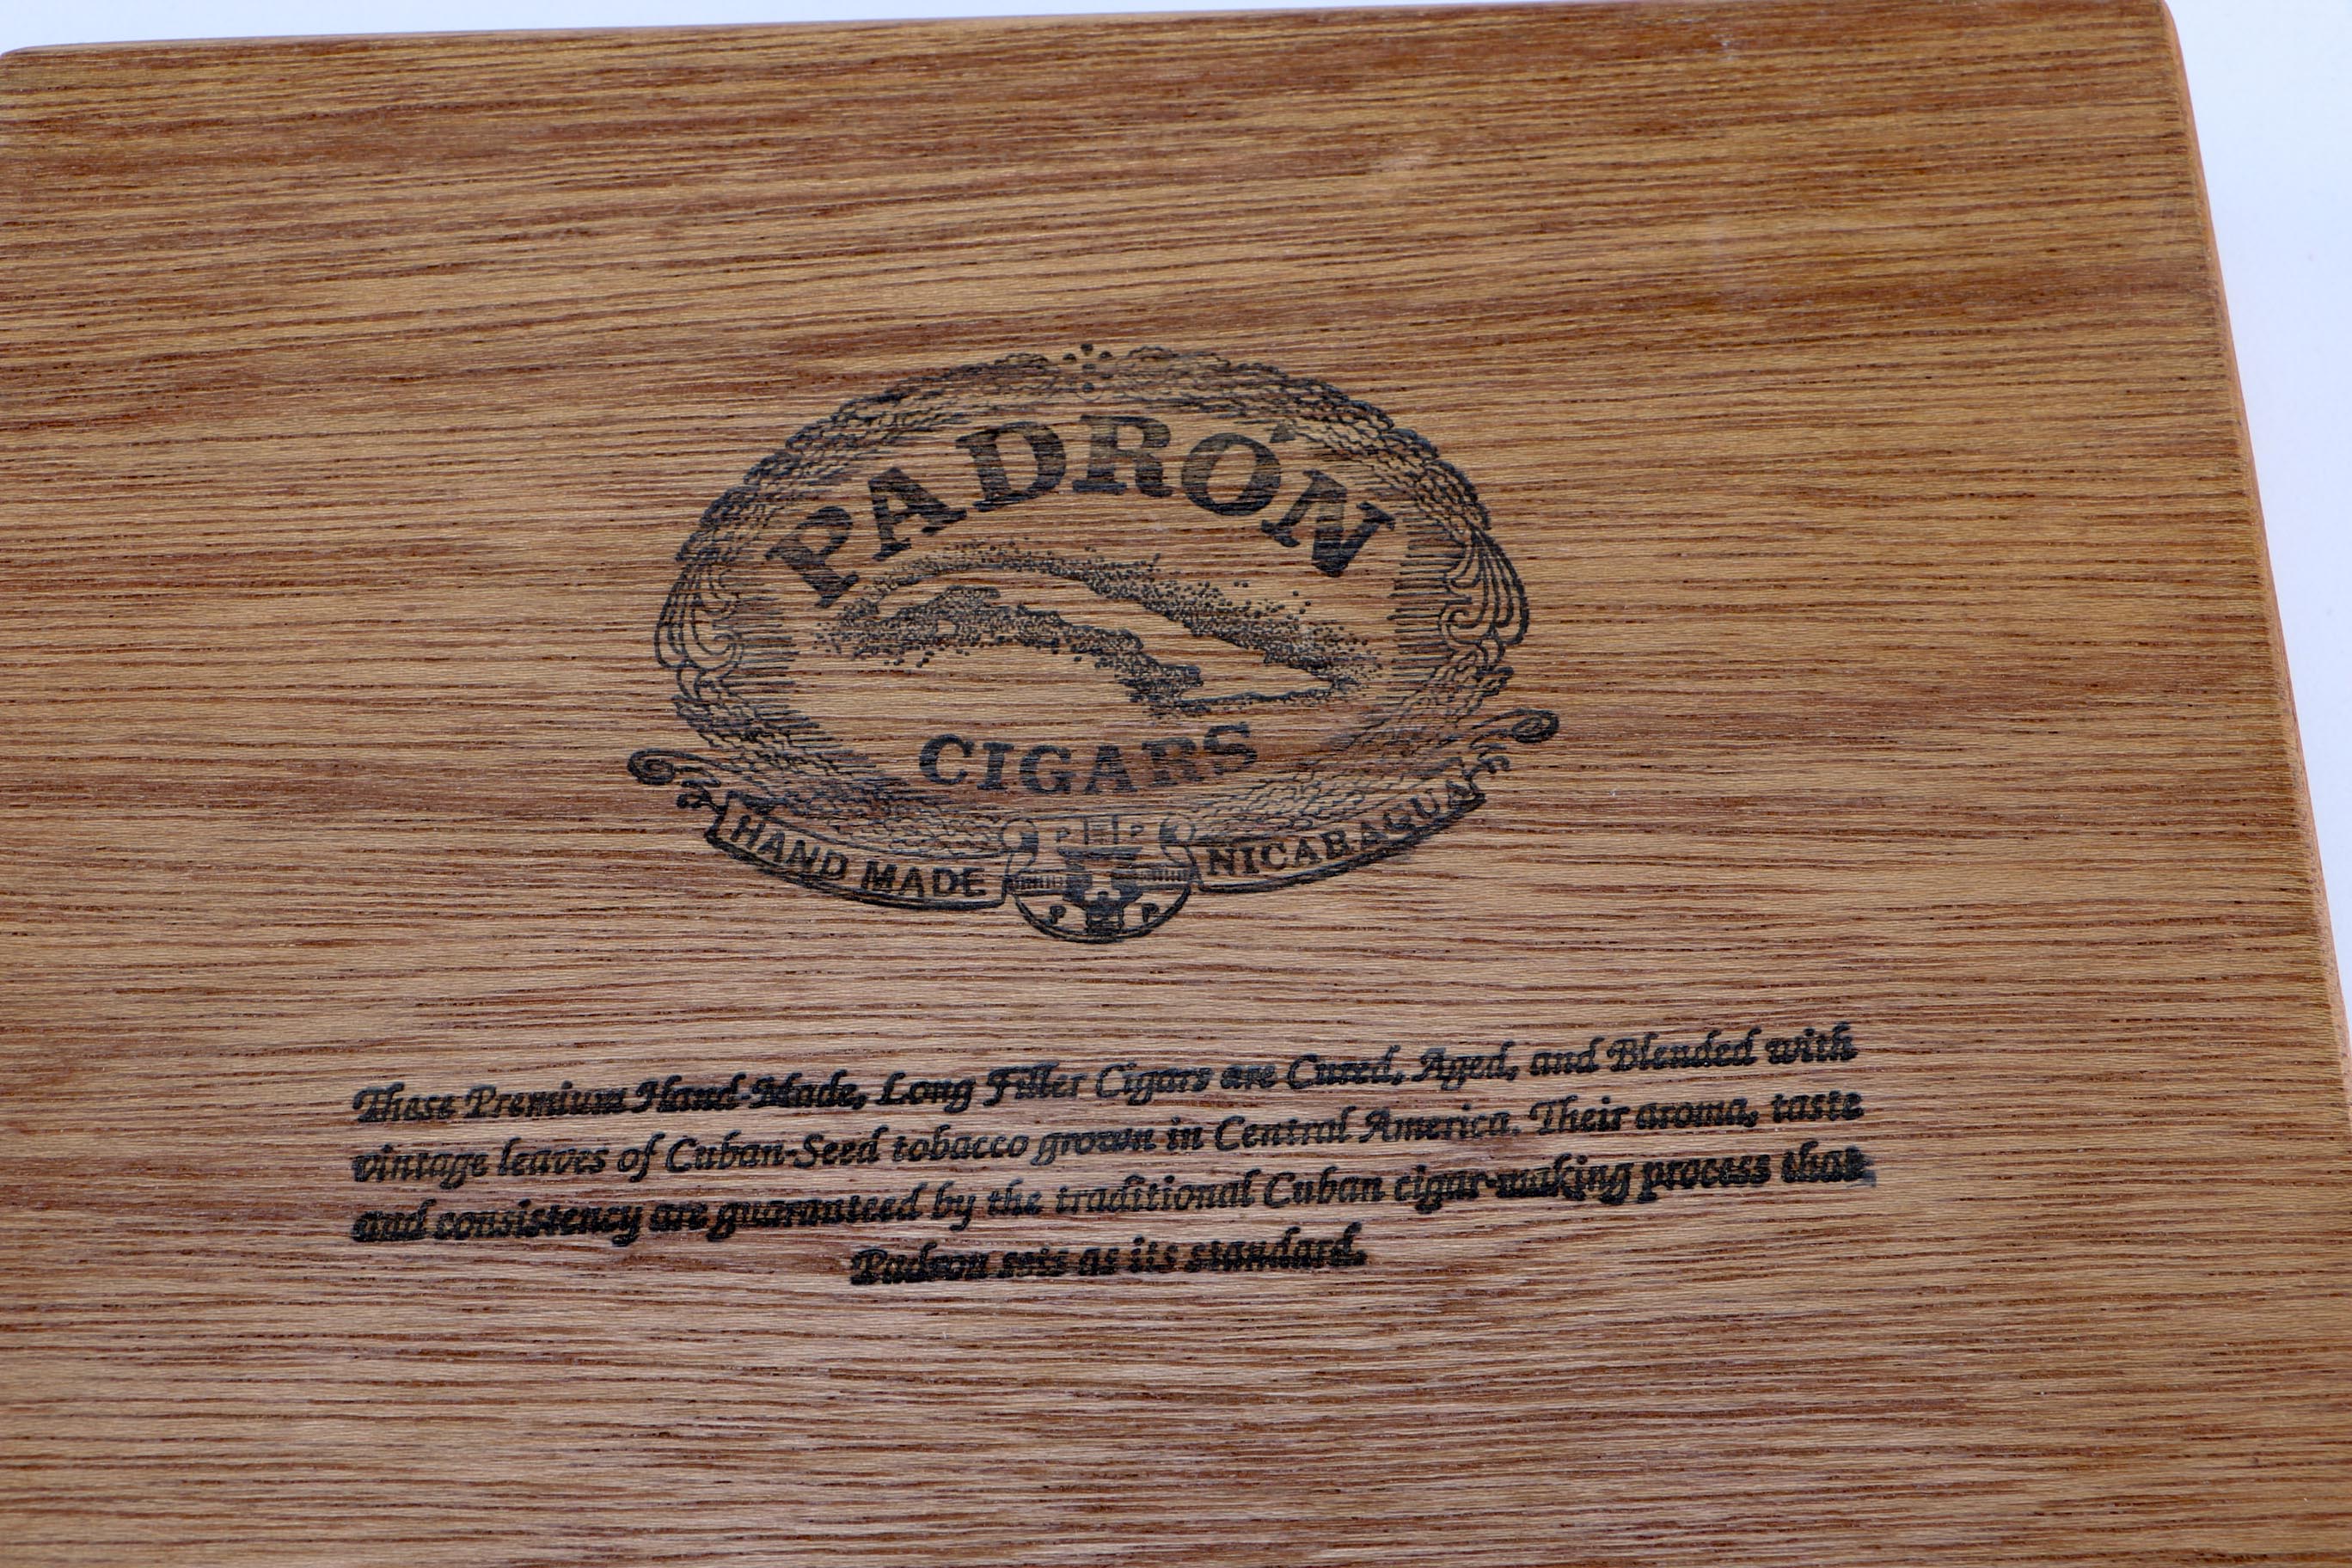 PADRÓN
CIGARS
HAND MADE
NICARAGUA
P P
P P
These Premium Hand-Made, Long Filler Cigars are Cured, Aged, and Blended with
vintage leaves of Cuban-Seed tobacco grown in Central America. Their aroma, taste
and consistency are guaranteed by the traditional Cuban cigar-making process that
Padron sets as its standard.